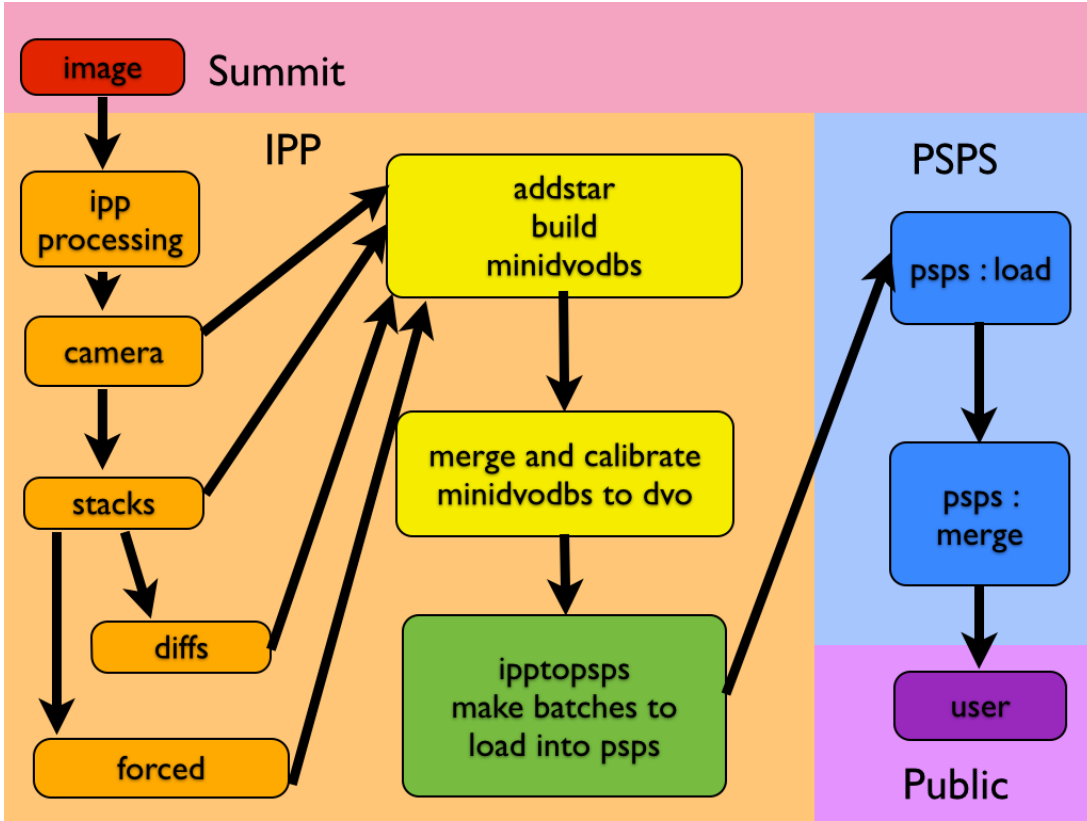 image
Summit
IPP
ipp
processing
camera
stacks
diffs
forced
addstar
build
minidvodbs
merge and calibrate
minidvodbs to dvo
ipptopsps
make batches to
load into psps
PSPS
psps : load
psps :
merge
user
Public